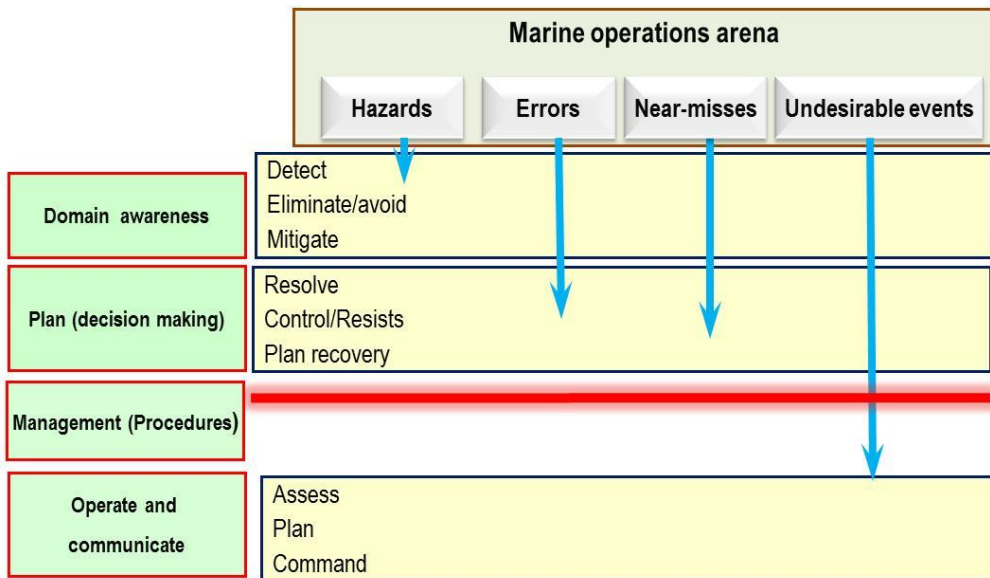 Marine operations arena
Hazards
Errors
Near-misses
Undesirable events
Domain awareness
Detect
Eliminate/avoid
Mitigate
Plan (decision making)
Resolve
Control/Resists
Plan recovery
Management (Procedures)
Operate and
communicate
Assess
Plan
Command